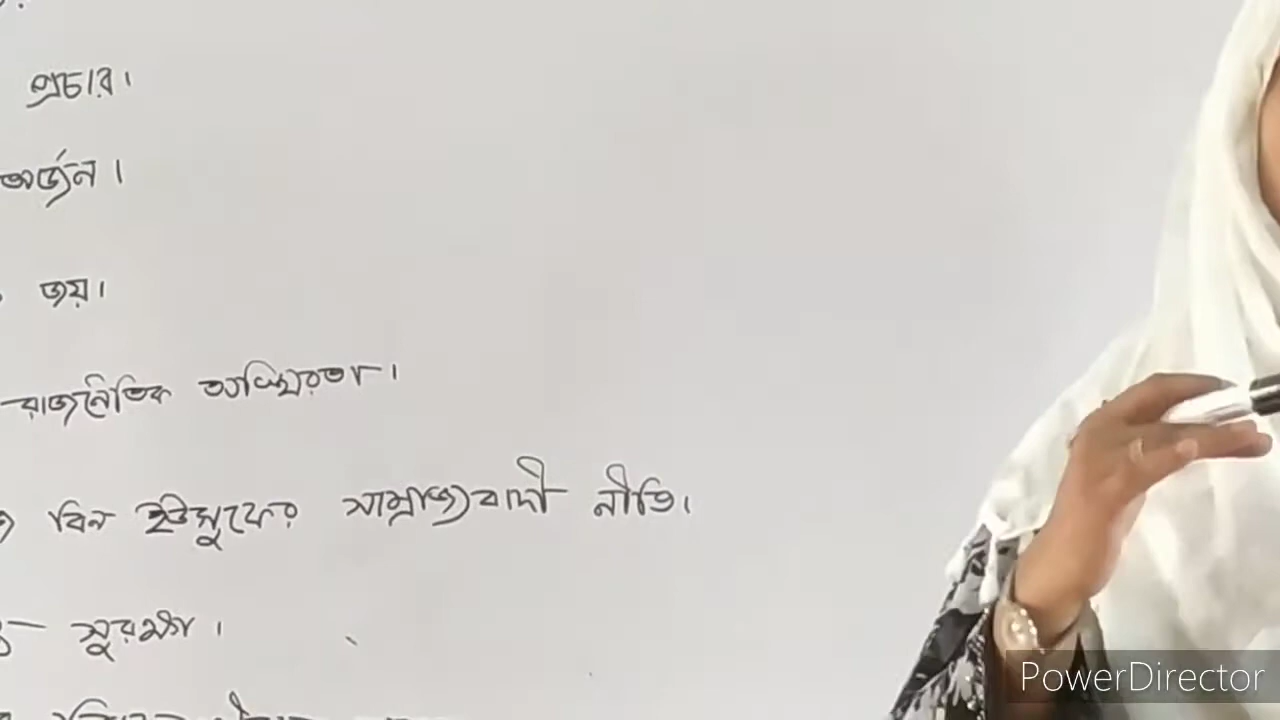 প্রচার।
অর্জন।
জয়।
রাজনৈতিক অস্থিরতা।
বিন ইউসুফের সাম্রাজ্যবাদী নীতি।
সুরক্ষা।
PowerDirector